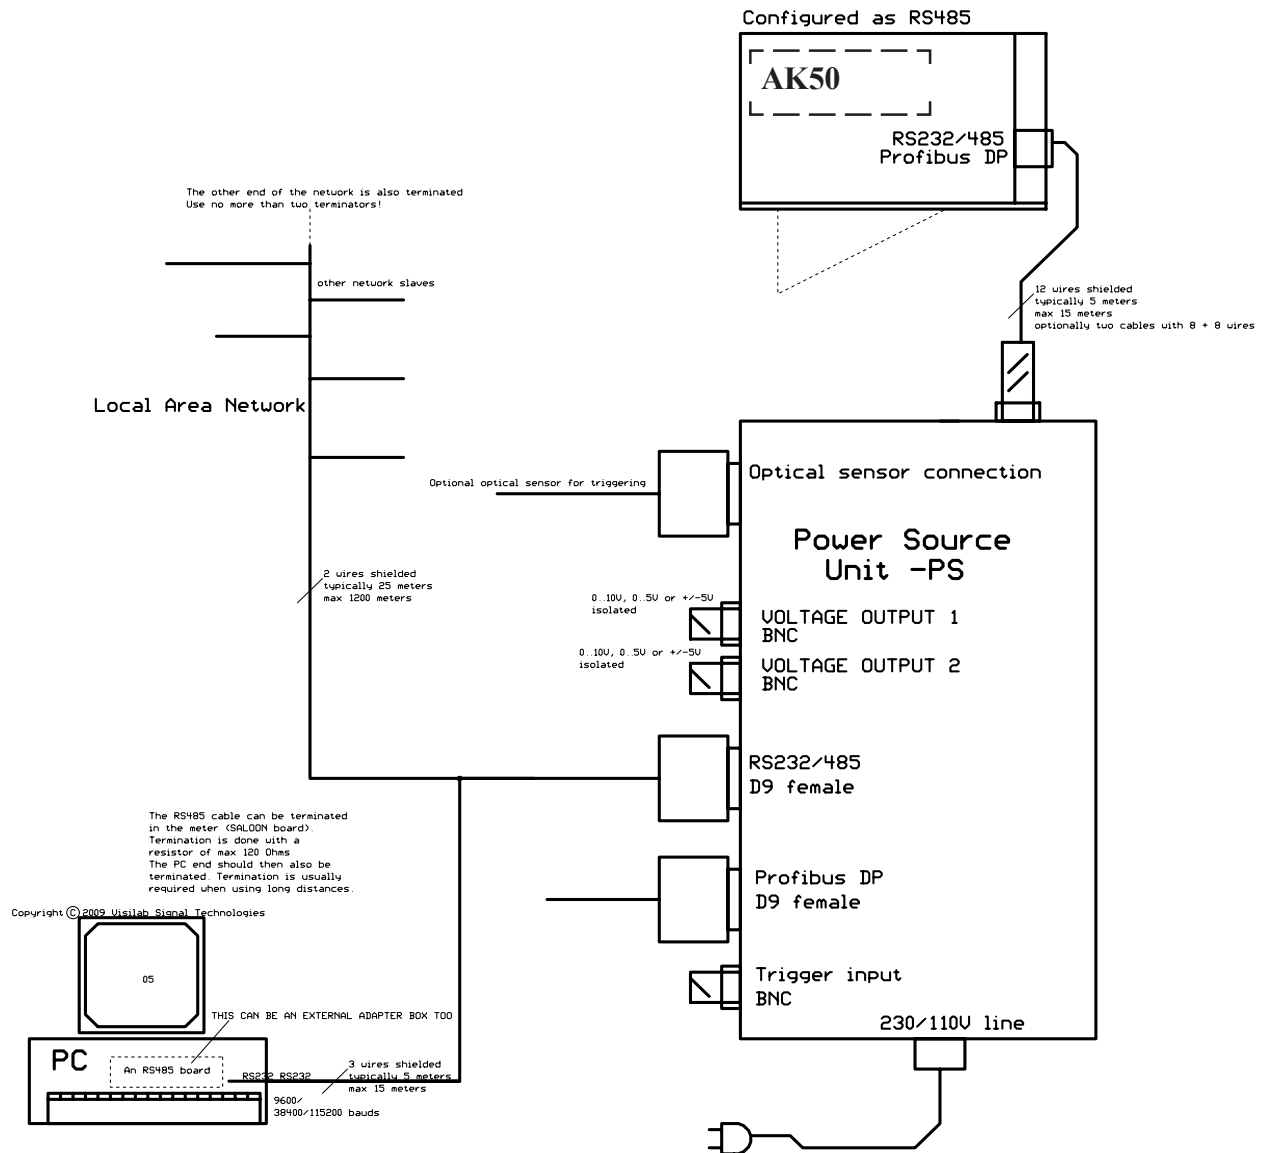 Configured as RS485
AK50
RS232/485
Profibus DP
The other end of the network is also terminated
Use no more than two terminators!
other network slaves
12 wires shielded
typically 5 meters
max 15 meters
optionally two cables with 8 + 8 wires
Local Area Network
Optional optical sensor for triggering
Optical sensor connection
Power Source
Unit -PS
2 wires shielded
typically 25 meters
max 1200 meters
0..10V, 0..5V or +/-5V
isolated
VOLTAGE OUTPUT 1
BNC
0..10V, 0..5V or +/-5V
isolated
VOLTAGE OUTPUT 2
BNC
RS232/485
D9 female
The RS485 cable can be terminated
in the meter (SALOON board).
Termination is done with a
resistor of max 120 Ohms
The PC end should then also be
terminated. Termination is usually
required when using long distances.
Profibus DP
D9 female
Copyright © 2009 Visilab Signal Technologies
05
Trigger input
BNC
THIS CAN BE AN EXTERNAL ADAPTER BOX TOO
230/110V line
PC
An RS485 board
RS232 RS232
3 wires shielded
typically 5 meters
max 15 meters
9600/
38400/115200 bauds